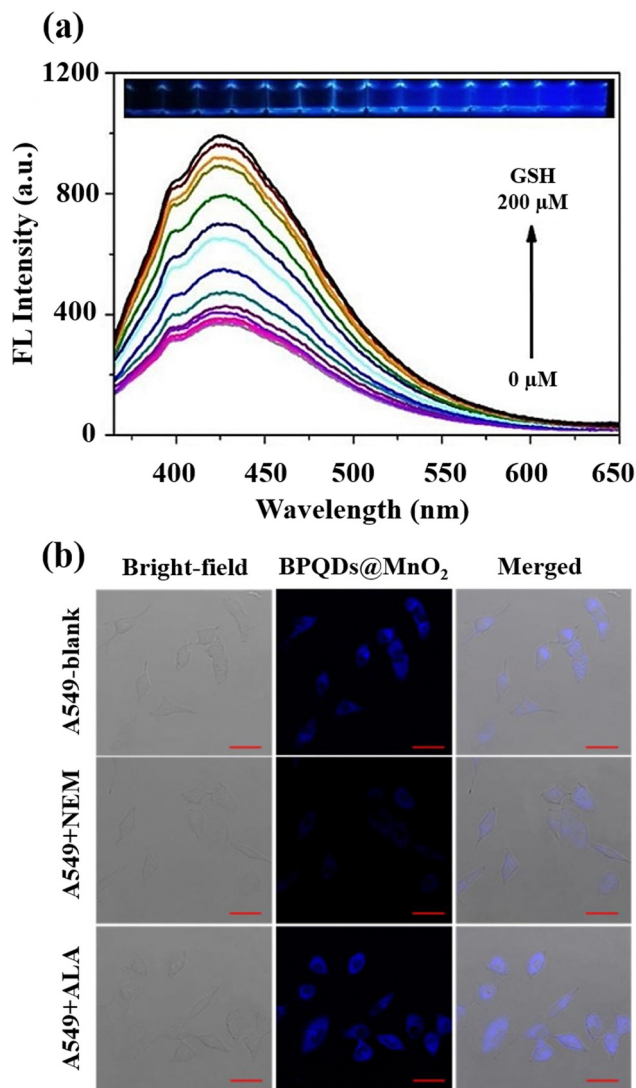 (a)
1200
800
400
0
FL Intensity (a.u.)
GSH
200 µM
0 µM
400 450 500 550 600 650
Wavelength (nm)
(b)
Bright-field BPQDs@MnO₂ Merged
A549-blank
A549+NEM
A549+ALA